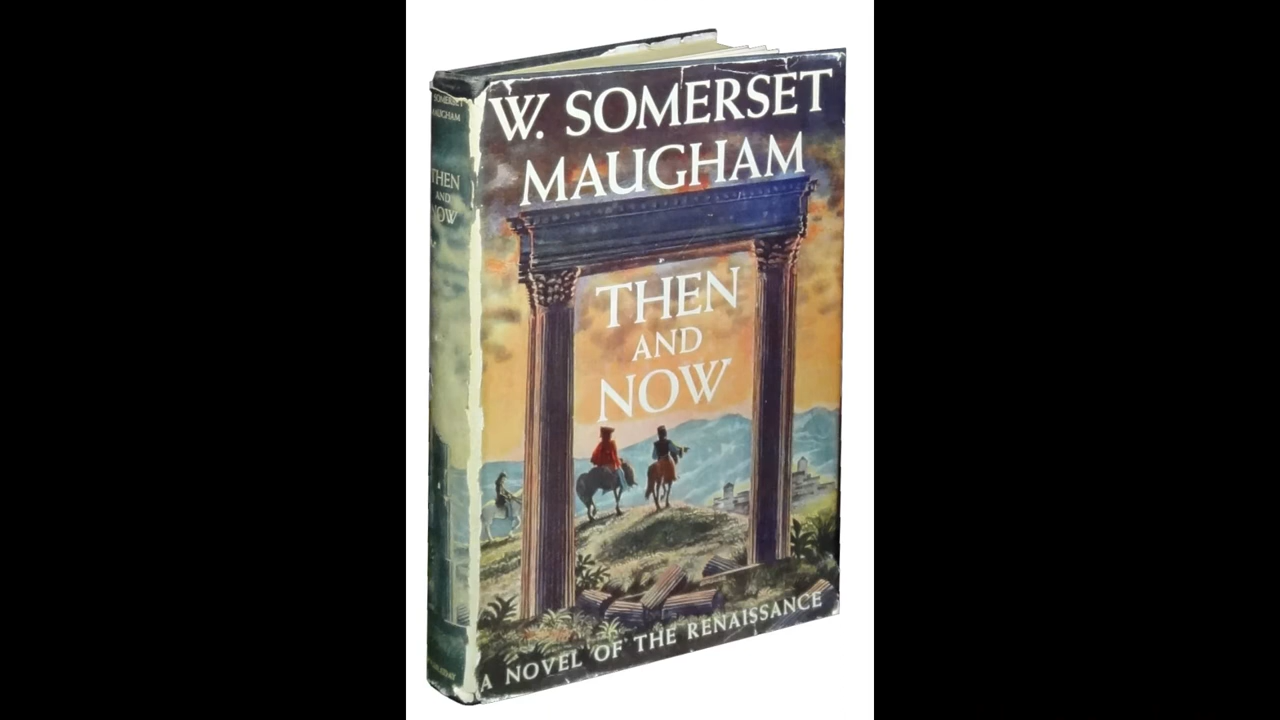 W. SOMERSET
MAUGHAM
THEN
AND
NOW
A NOVEL OF THE RENAISSANCE
SOMERSET
MAUGHAM
THEN
AND
NOW